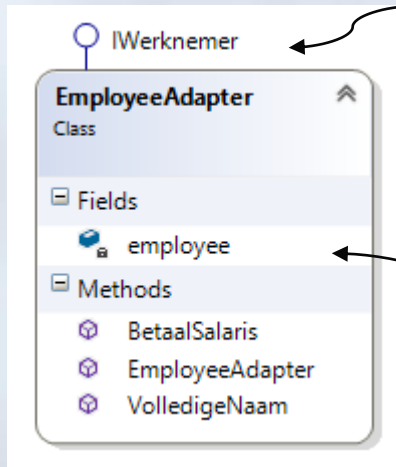 IWerknemer
EmployeeAdapter
Class
Fields
employee
Methods
BetaalSalaris
EmployeeAdapter
VolledigeNaam